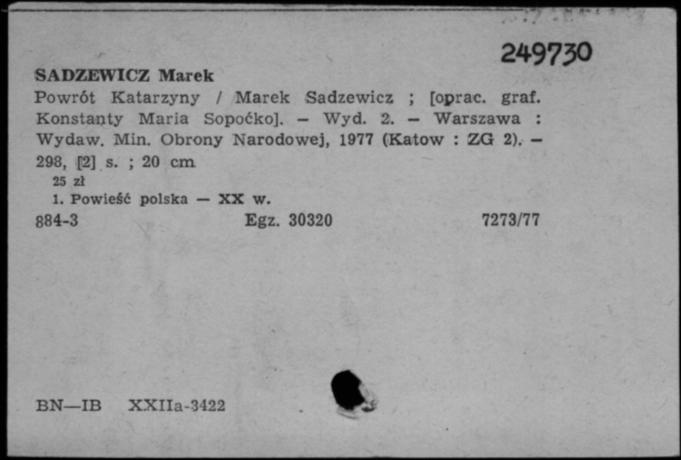 249730
SADZEWICZ Marek
Powrót Katarzyny / Marek Sadzewicz ; [oprac. graf.
Konstanty Maria Sopoćko]. — Wyd. 2. — Warszawa :
Wydaw. Min. Obrony Narodowej, 1977 (Katow : ZG 2). —
298, [2] s. ; 20 cm
25 zł
1. Powieść polska — XX w.
884-3 Egz. 30320 7273/77
BN—IB XXIIa-3422